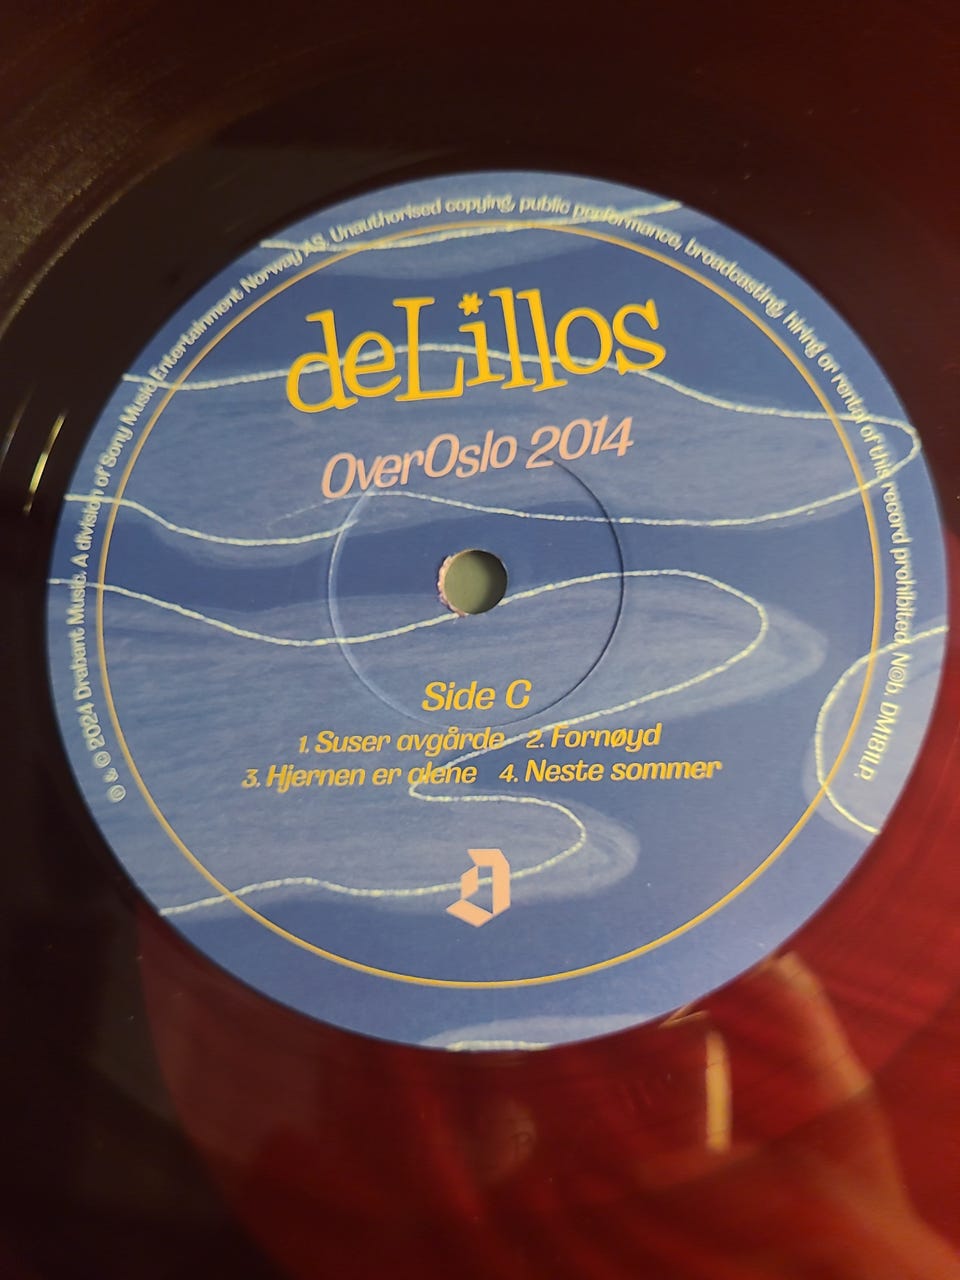 deLillos
OverOslo 2014
Side C
1. Suser avgårde 2. Fornøyd
3. Hjernen er alene 4. Neste sommer
℗ & © 2024 Drabant Music. A division of Sony Music Entertainment Norway AS. Unauthorised copying, public performance, broadcasting, hiring or rental of this record prohibited. N©b. DM181LP.